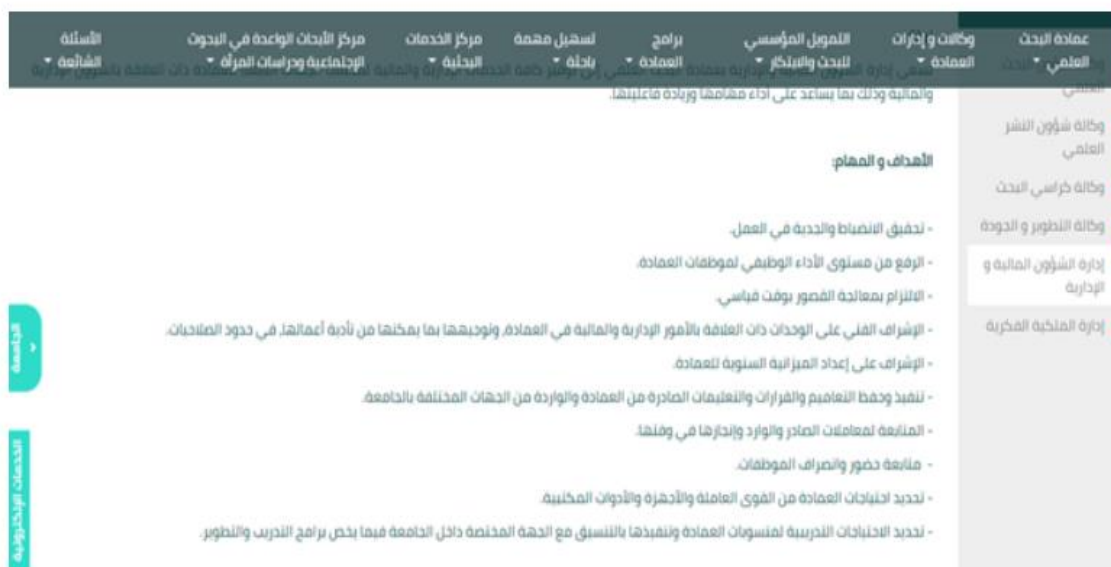 عمادة البحث العلمي
وكالات و إدارات العمادة
التمويل المؤسسي للبحث والابتكار
برامج العمادة
تسهيل مهمة باحثة
مركز الخدمات البحثية
مركز الأبحاث الواعدة في البحوث الإجتماعية ودراسات المرأة
الأسئلة الشائعة
والمالية وذلك بما يساعد على أداء مهامها وزيادة فاعليتها.
الأهداف و المهام:
- تحقيق الانضباط والجدية في العمل.
- الرفع من مستوى الأداء الوظيفي لموظفات العمادة.
- الالتزام بمعالجة القصور بوقت قياسي.
- الإشراف الفني على الوحدات ذات العلاقة بالأمور الإدارية والمالية في العمادة, وتوجيهها بما يمكنها من تأدية أعمالها, في حدود الصلاحيات.
- الإشراف على إعداد الميزانية السنوية للعمادة.
- تنفيذ وحفظ التعاميم والقرارات والتعليمات الصادرة من العمادة والواردة من الجهات المختلفة بالجامعة.
- المتابعة لمعاملات الصادر والوارد وإنجازها في وقتها.
- متابعة حضور وانصراف الموظفات.
- تحديد احتياجات العمادة من القوى العاملة والأجهزة والأدوات المكتبية.
- تحديد الاحتياجات التدريبية لمنسوبات العمادة وتنفيذها بالتنسيق مع الجهة المختصة داخل الجامعة فيما يخص برامج التدريب والتطوير.
وكالة شؤون النشر
العلمي
وكالة كراسي البحث
وكالة التطوير و الجودة
إدارة الشؤون المالية و
الإدارية
إدارة الملكية الفكرية
الجامعة
الخدمات الإلكترونية